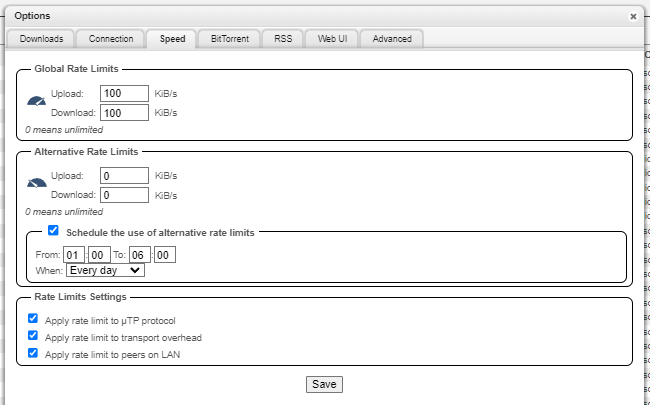 Options
Downloads Connection Speed BitTorrent RSS Web UI Advanced
Global Rate Limits
Upload: 100 KiB/s
Download: 100 KiB/s
0 means unlimited
Alternative Rate Limits
Upload: 0 KiB/s
Download: 0 KiB/s
0 means unlimited
Schedule the use of alternative rate limits
From: 01 : 00 To: 06 : 00
When: Every day
Rate Limits Settings
Apply rate limit to µTP protocol
Apply rate limit to transport overhead
Apply rate limit to peers on LAN
Save